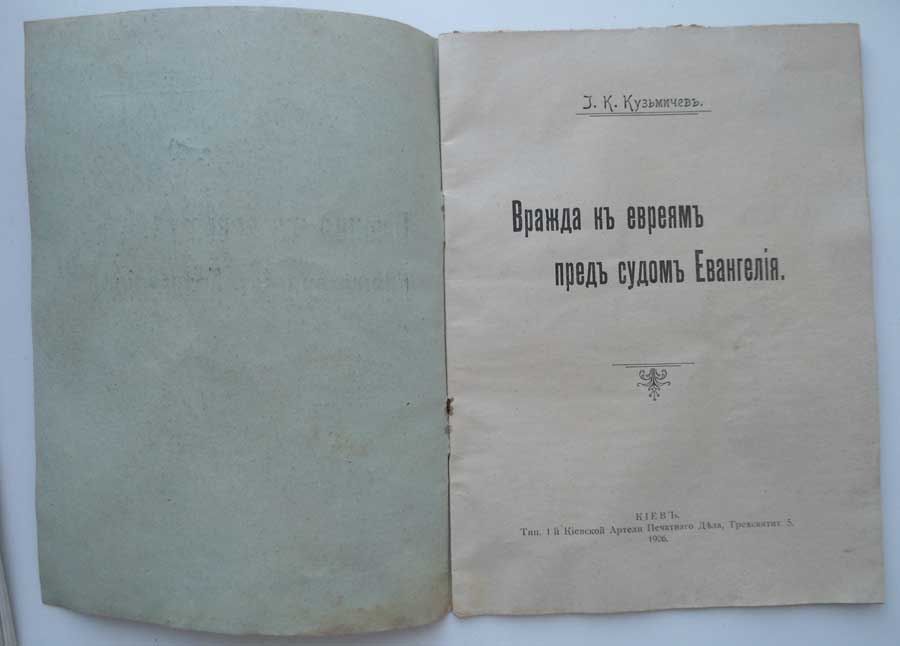 І. К. Кузьмичевъ.
Вражда къ евреямъ
предъ судомъ Евангелія.
КІЕВЪ.
Тип. 1-й Кіевской Артели Печатнаго Дѣла, Трехсвятит. 5.
1906.